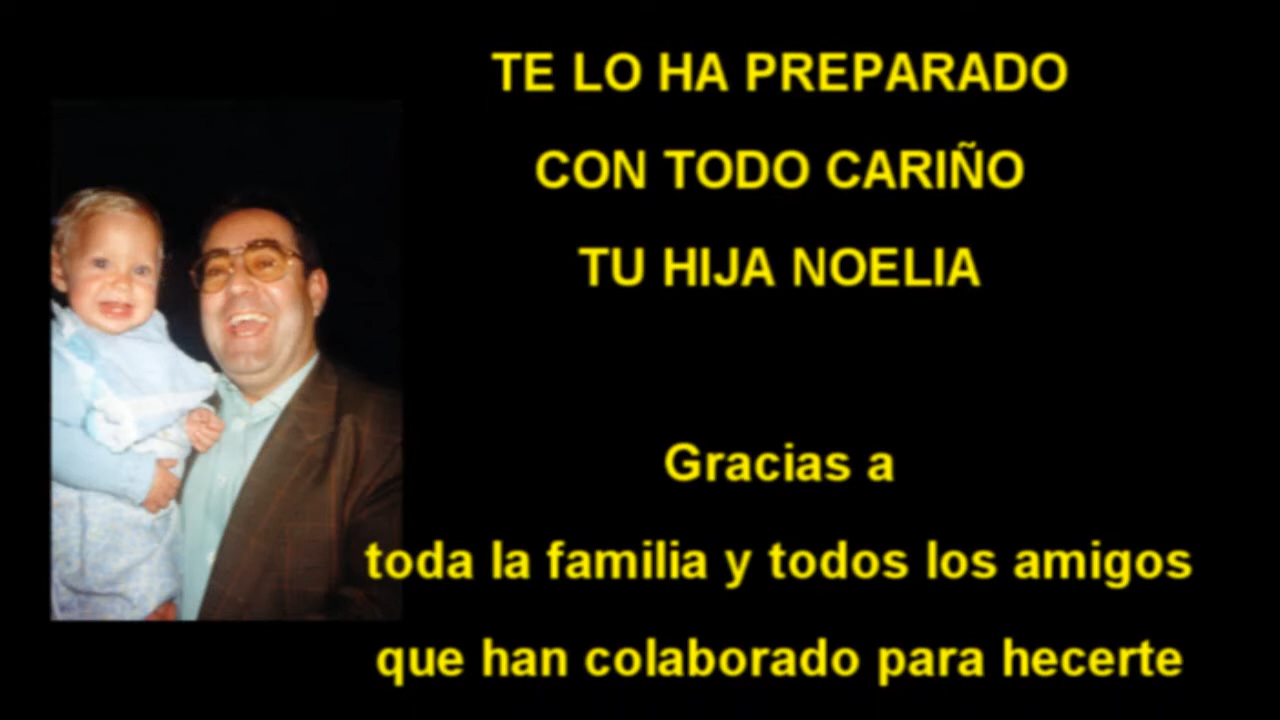 TE LO HA PREPARADO
CON TODO CARIÑO
TU HIJA NOELIA
Gracias a
toda la familia y todos los amigos
que han colaborado para hecerte